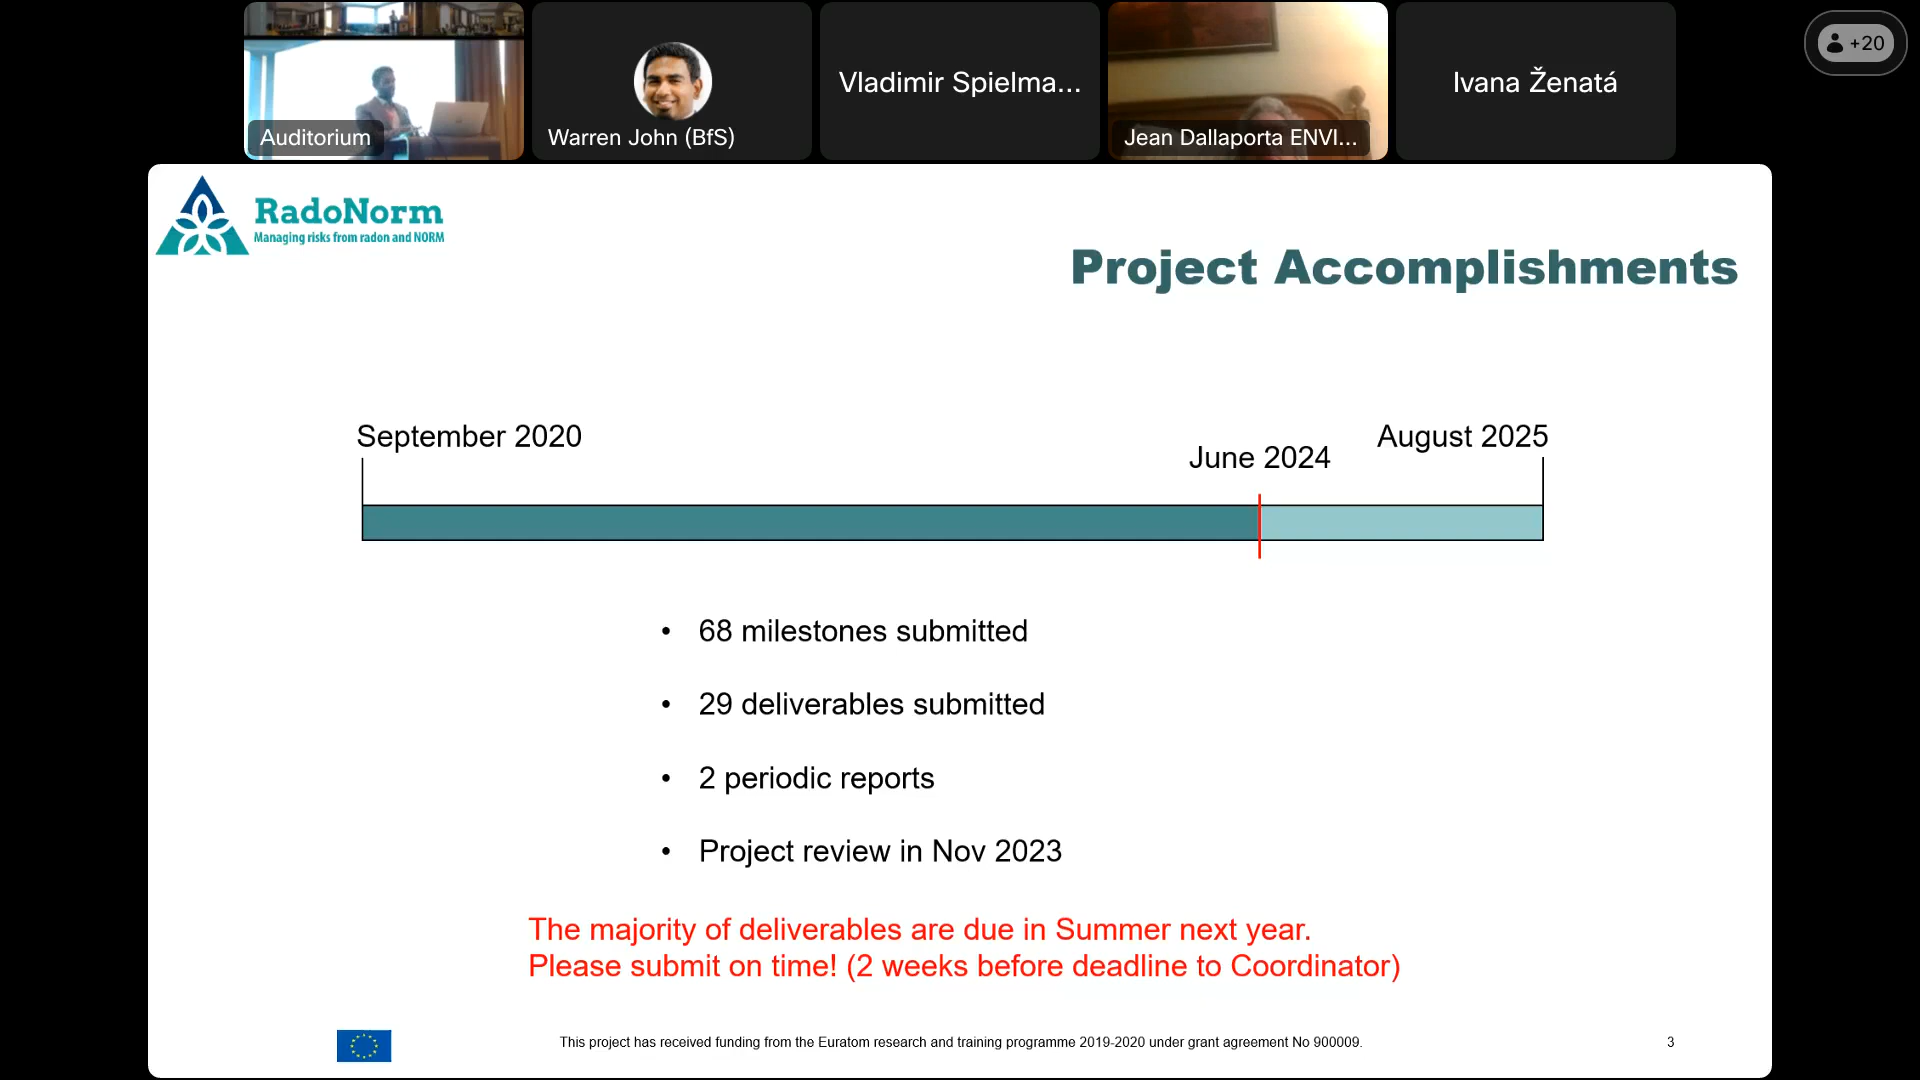 Auditorium
Warren John (BfS)
Vladimir Spielma...
Jean Dallaporta ENVI...
Ivana Ženatá
+20
RadoNorm
Managing risks from radon and NORM
Project Accomplishments
September 2020
June 2024
August 2025
• 68 milestones submitted
• 29 deliverables submitted
• 2 periodic reports
• Project review in Nov 2023
The majority of deliverables are due in Summer next year.
Please submit on time! (2 weeks before deadline to Coordinator)
This project has received funding from the Euratom research and training programme 2019-2020 under grant agreement No 900009.
3